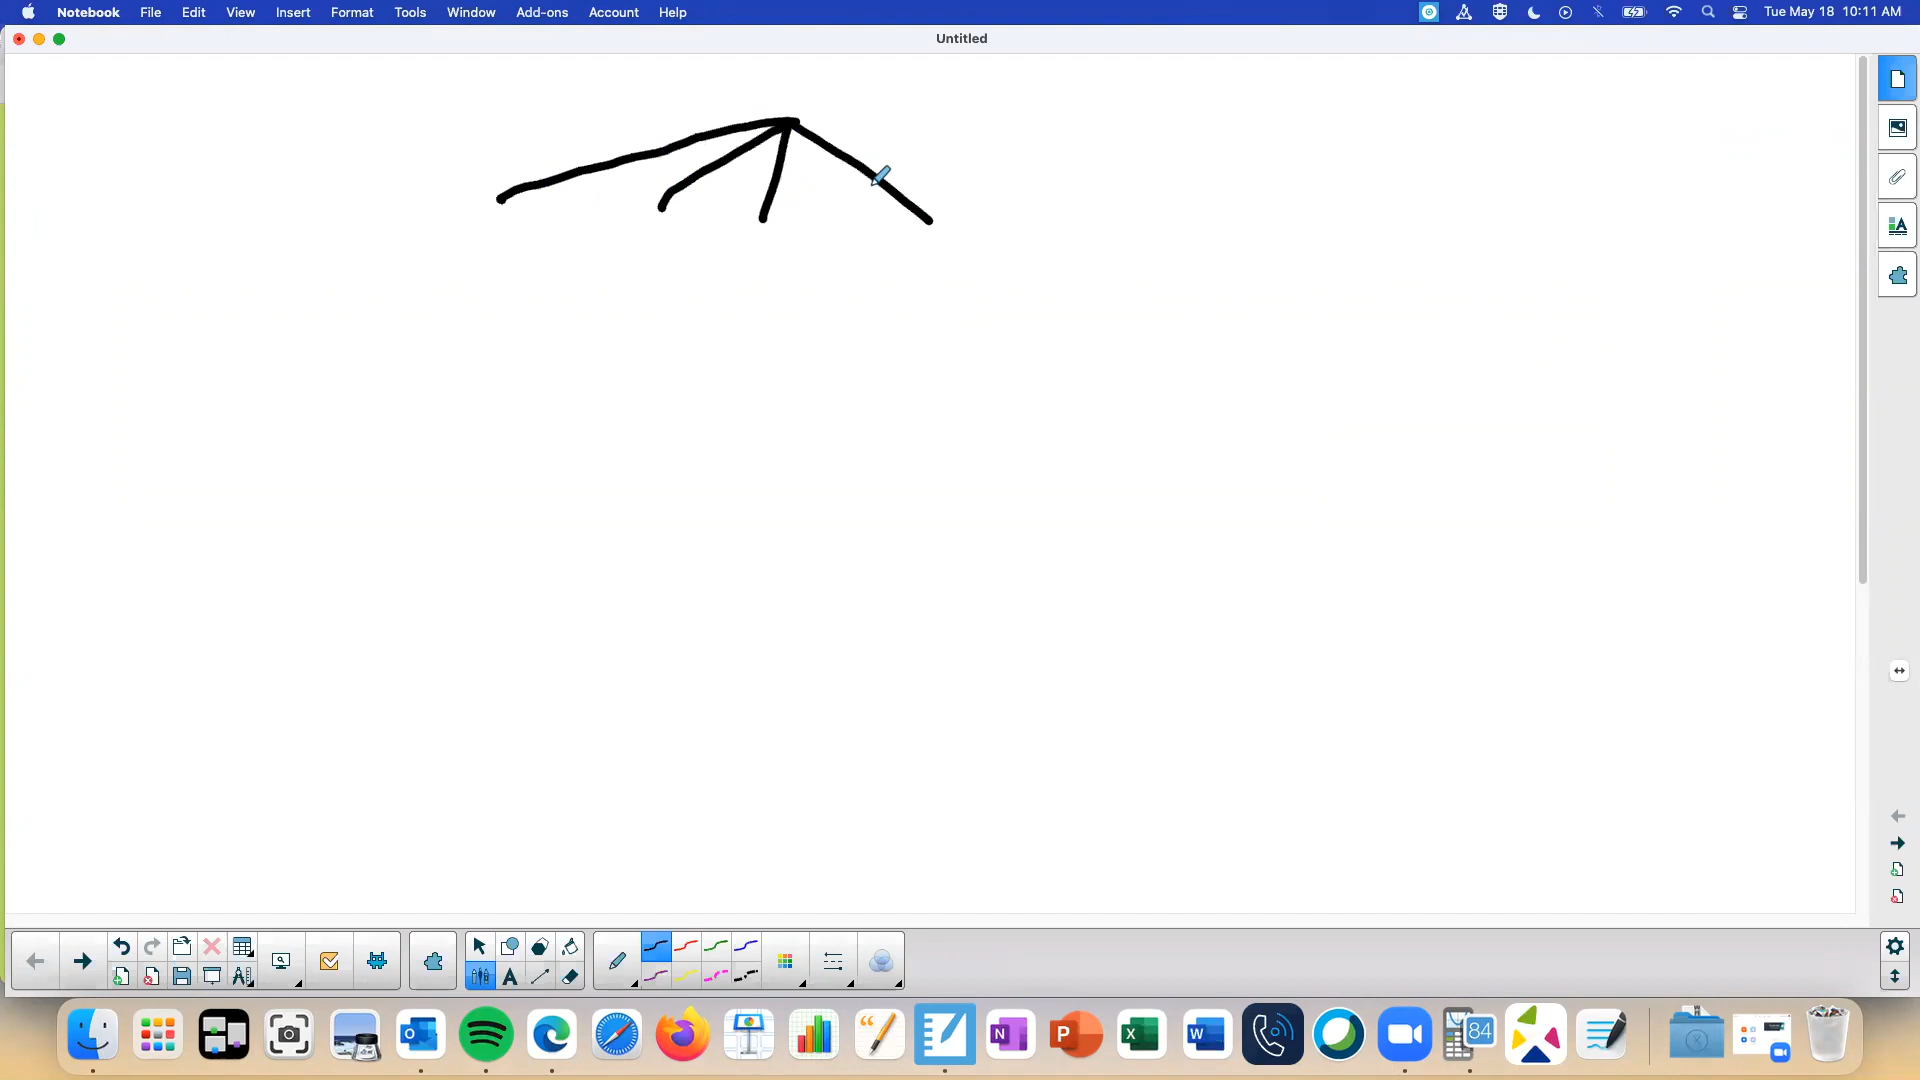 Notebook File Edit View Insert Format Tools Window Add-ons Account Help Tue May 18 10:11 AM
Untitled
A
A
O N P X W 84 X